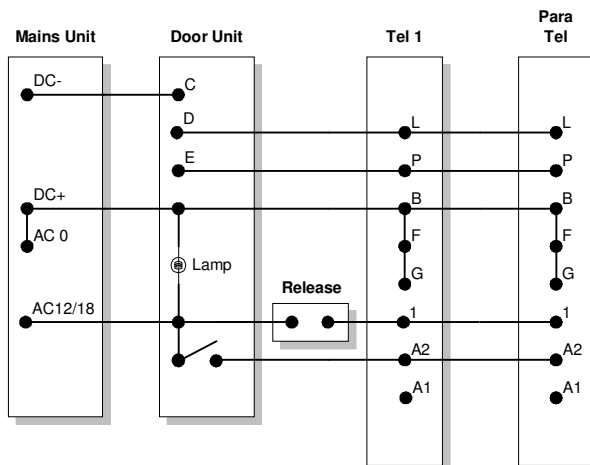 Mains Unit
Door Unit
Tel 1
Para
Tel
DC-
C
D
L
L
E
P
P
DC+
B
B
AC 0
F
F
Lamp
G
G
Release
AC12/18
1
1
A2
A2
A1
A1